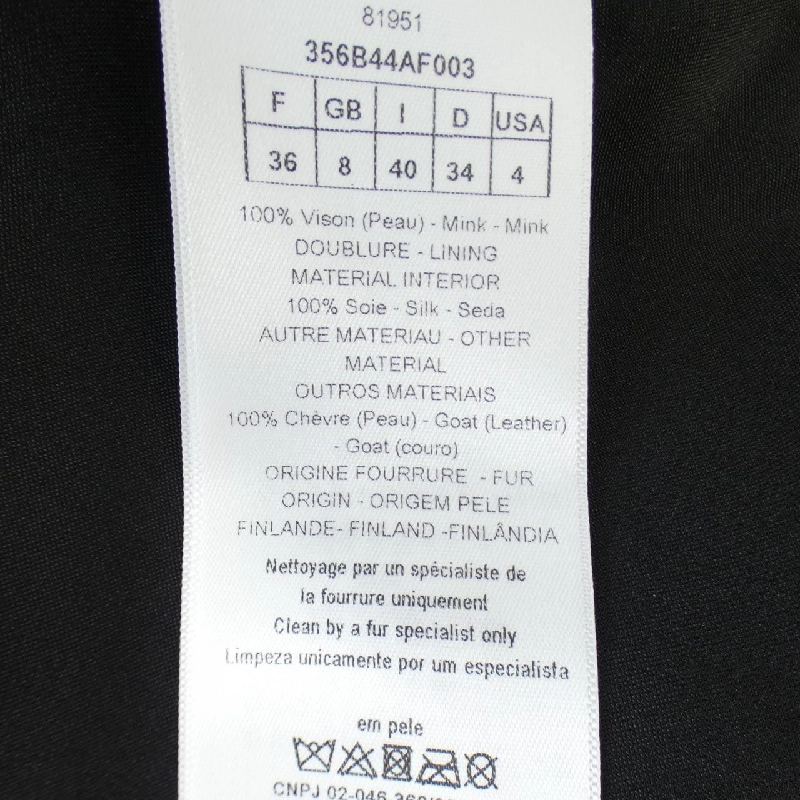 81951
356B44AF003
F GB I D USA
36 8 40 34 4
100% Vison (Peau) - Mink - Mink
DOUBLURE - LINING
MATERIAL INTERIOR
100% Soie - Silk - Seda
AUTRE MATERIAU - OTHER
MATERIAL
OUTROS MATERIAIS
100% Chèvre (Peau) - Goat (Leather)
- Goat (couro)
ORIGINE FOURRURE - FUR
ORIGIN - ORIGEM PELE
FINLANDE- FINLAND -FINLÂNDIA
Nettoyage par un spécialiste de
la fourrure uniquement
Clean by a fur specialist only
Limpeza unicamente por um especialista
em pele
CNPJ 02-046